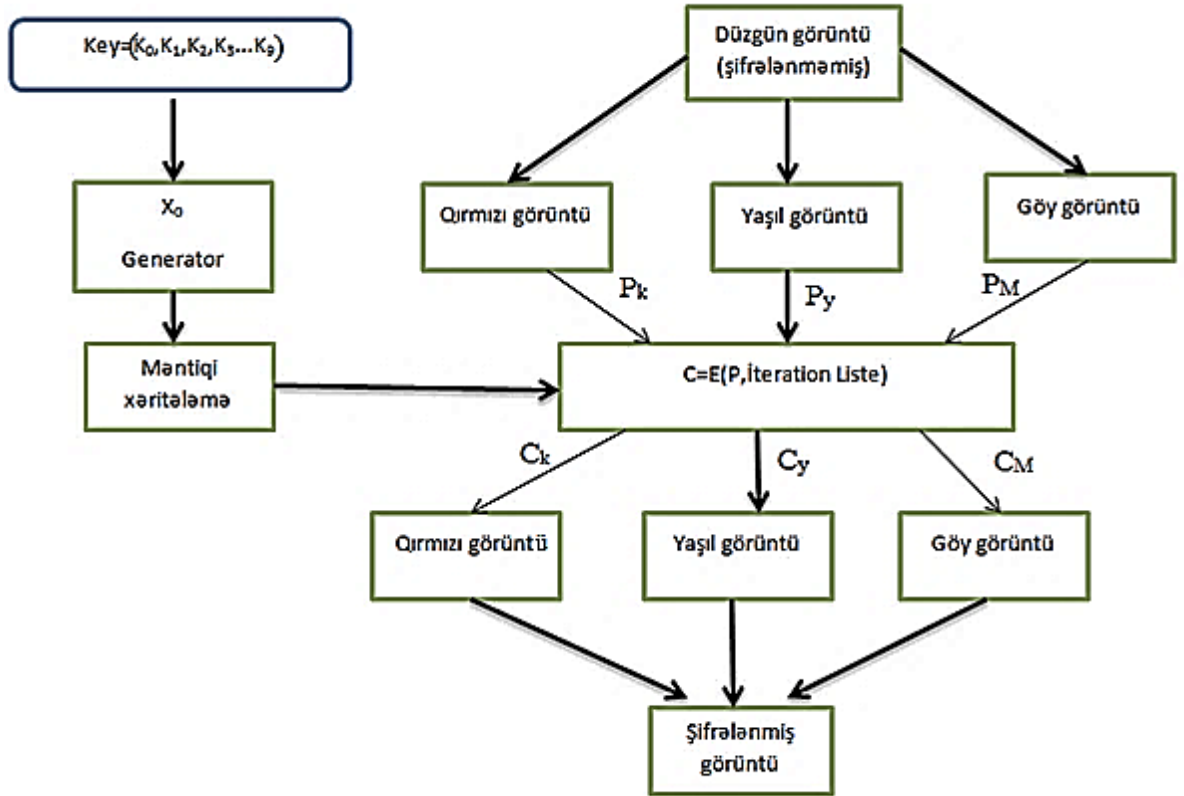 Key=(K₀,K₁,K₂,K₃...K₉)
Düzgün görüntü
(şifrələnməmiş)
X₀
Generator
Qırmızı görüntü
Yaşıl görüntü
Göy görüntü
Pk
Py
PM
Məntiqi
xəritələmə
C=E(P,İteration Liste)
Ck
Cy
CM
Qırmızı görüntü
Yaşıl görüntü
Göy görüntü
Şifrələnmiş
görüntü